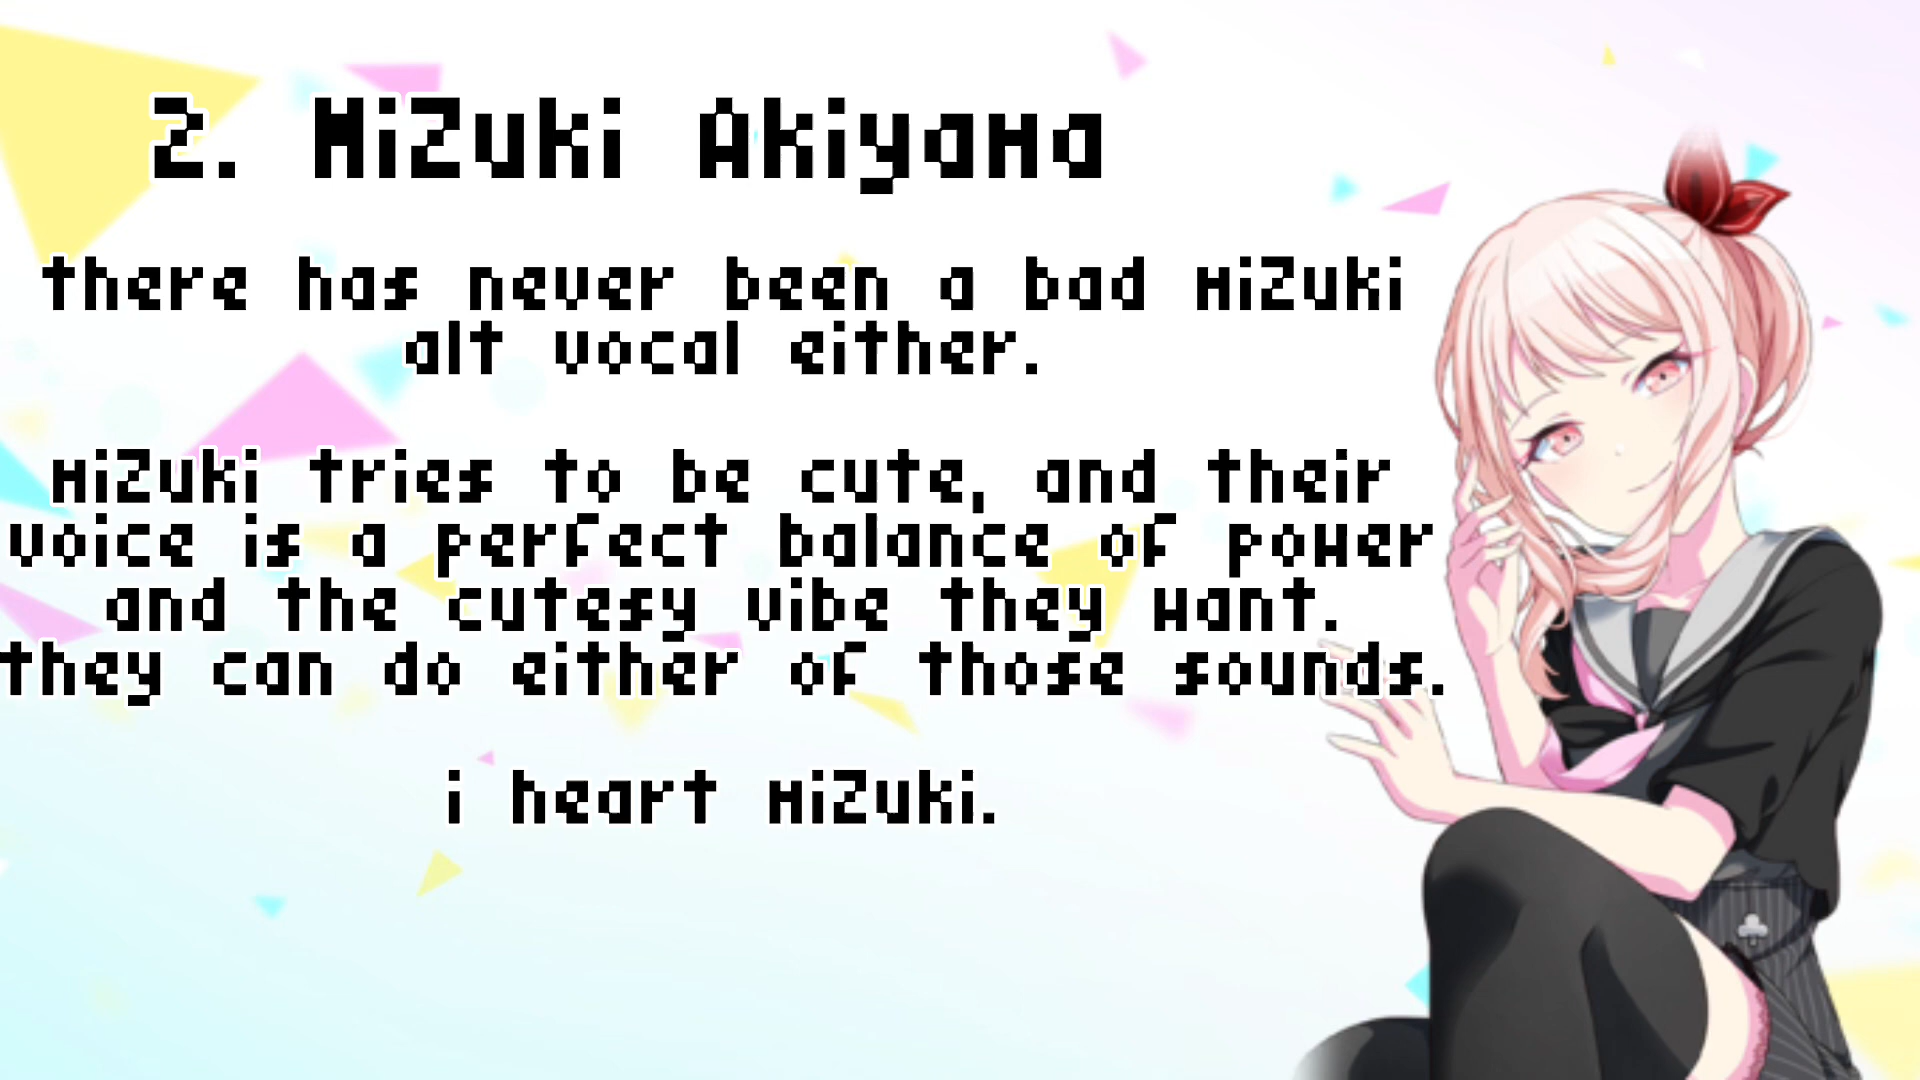 2. Mizuki Akiyama
there has never been a bad mizuki
alt vocal either.
mizuki tries to be cute, and their
voice is a perfect balance of power
and the cutesy vibe they want.
they can do either of those sounds.
i heart mizuki.